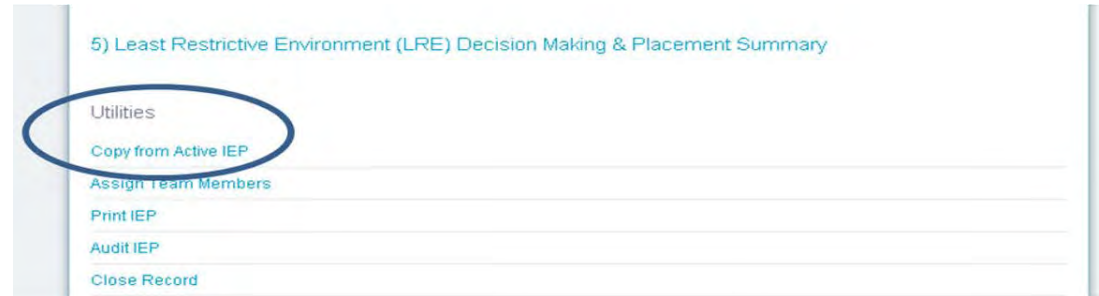 5) Least Restrictive Environment (LRE) Decision Making & Placement Summary
Utilities
Copy from Active IEP
Assign Team Members
Print IEP
Audit IEP
Close Record